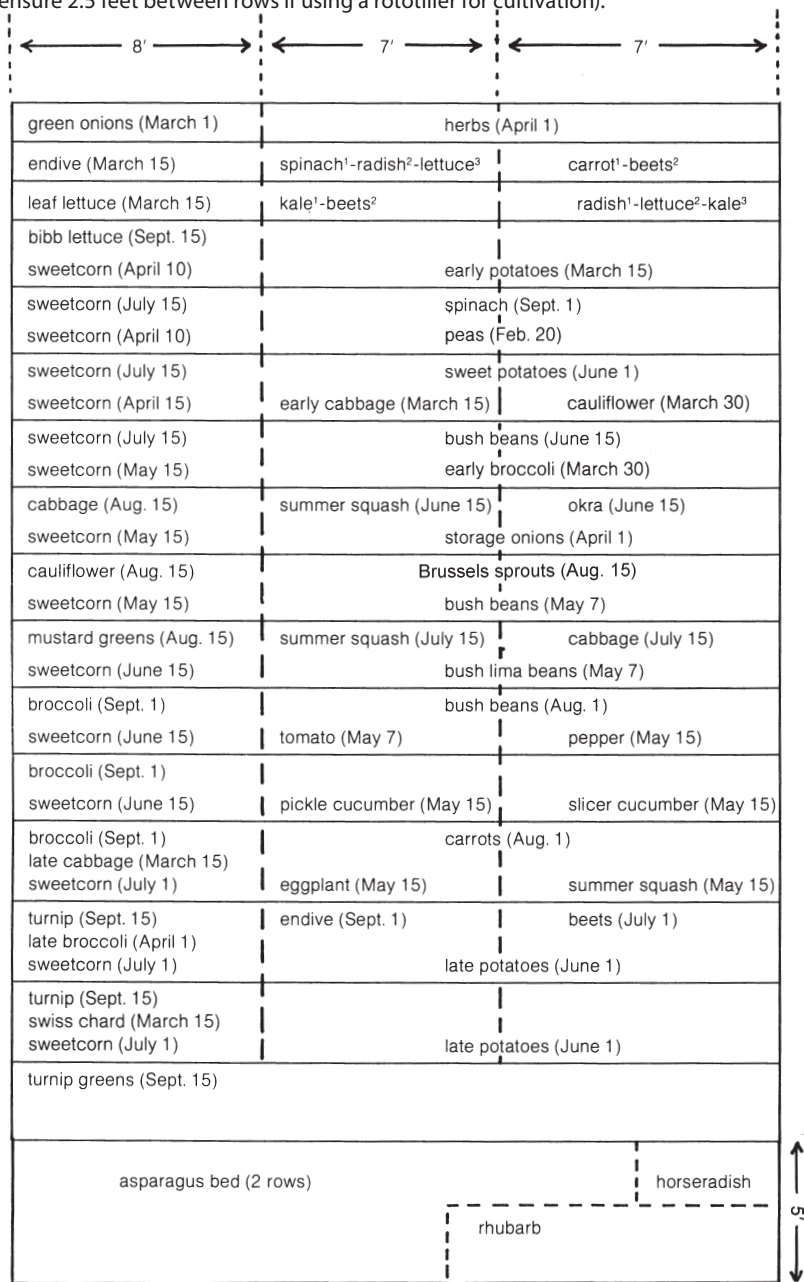 ensure 2.5 feet between rows if using a rototiller for cultivation).
8' 7' 7'
green onions (March 1) herbs (April 1)
endive (March 15) spinach¹-radish²-lettuce³ carrot¹-beets²
leaf lettuce (March 15) kale¹-beets² radish¹-lettuce²-kale³
bibb lettuce (Sept. 15)
sweetcorn (April 10) early potatoes (March 15)
sweetcorn (July 15) spinach (Sept. 1)
sweetcorn (April 10) peas (Feb. 20)
sweetcorn (July 15) sweet potatoes (June 1)
sweetcorn (April 15) early cabbage (March 15) cauliflower (March 30)
sweetcorn (July 15) bush beans (June 15)
sweetcorn (May 15) early broccoli (March 30)
cabbage (Aug. 15) summer squash (June 15) okra (June 15)
sweetcorn (May 15) storage onions (April 1)
cauliflower (Aug. 15) Brussels sprouts (Aug. 15)
sweetcorn (May 15) bush beans (May 7)
mustard greens (Aug. 15) summer squash (July 15) cabbage (July 15)
sweetcorn (June 15) bush lima beans (May 7)
broccoli (Sept. 1) bush beans (Aug. 1)
sweetcorn (June 15) tomato (May 7) pepper (May 15)
broccoli (Sept. 1)
sweetcorn (June 15) pickle cucumber (May 15) slicer cucumber (May 15)
broccoli (Sept. 1) carrots (Aug. 1)
late cabbage (March 15)
sweetcorn (July 1) eggplant (May 15) summer squash (May 15)
turnip (Sept. 15) endive (Sept. 1) beets (July 1)
late broccoli (April 1)
sweetcorn (July 1) late potatoes (June 1)
turnip (Sept. 15)
swiss chard (March 15)
sweetcorn (July 1) late potatoes (June 1)
turnip greens (Sept. 15)
asparagus bed (2 rows) horseradish
5'
rhubarb